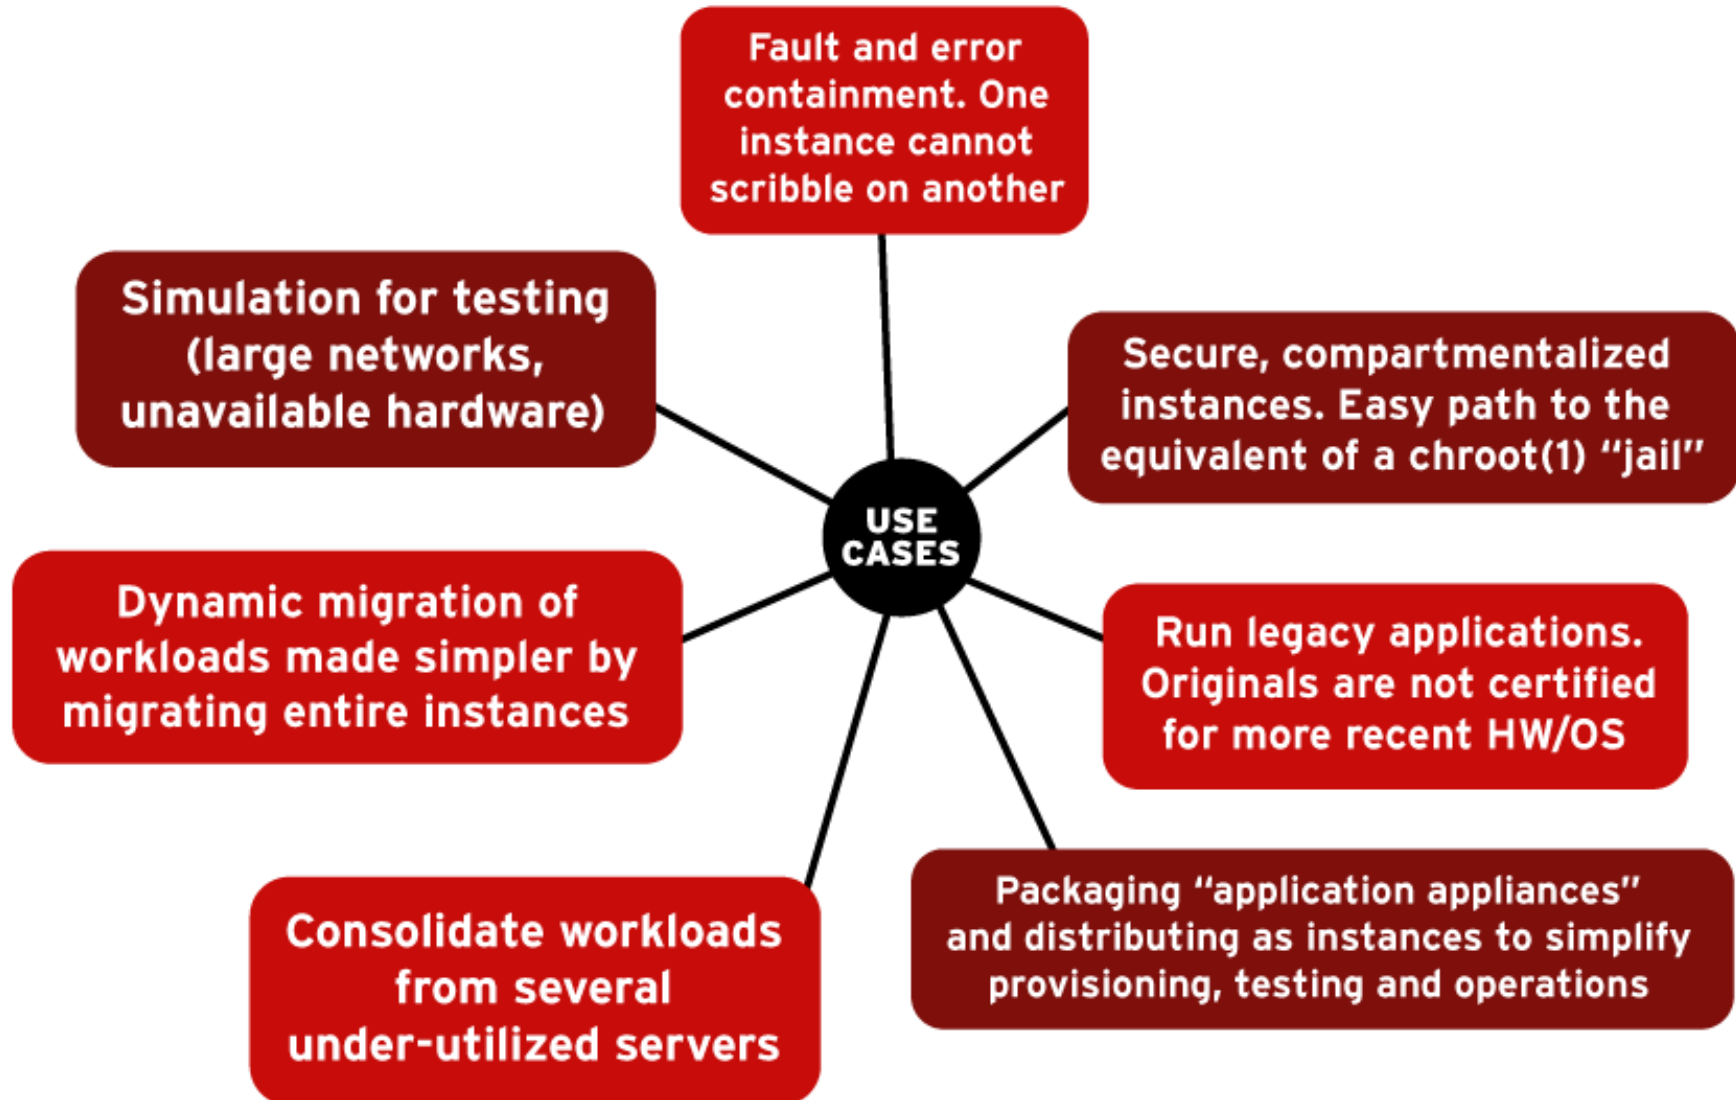 Fault and error
containment. One
instance cannot
scribble on another
Simulation for testing
(large networks,
unavailable hardware)
Secure, compartmentalized
instances. Easy path to the
equivalent of a chroot(1) “jail”
USE
CASES
Dynamic migration of
workloads made simpler by
migrating entire instances
Run legacy applications.
Originals are not certified
for more recent HW/OS
Consolidate workloads
from several
under-utilized servers
Packaging “application appliances”
and distributing as instances to simplify
provisioning, testing and operations